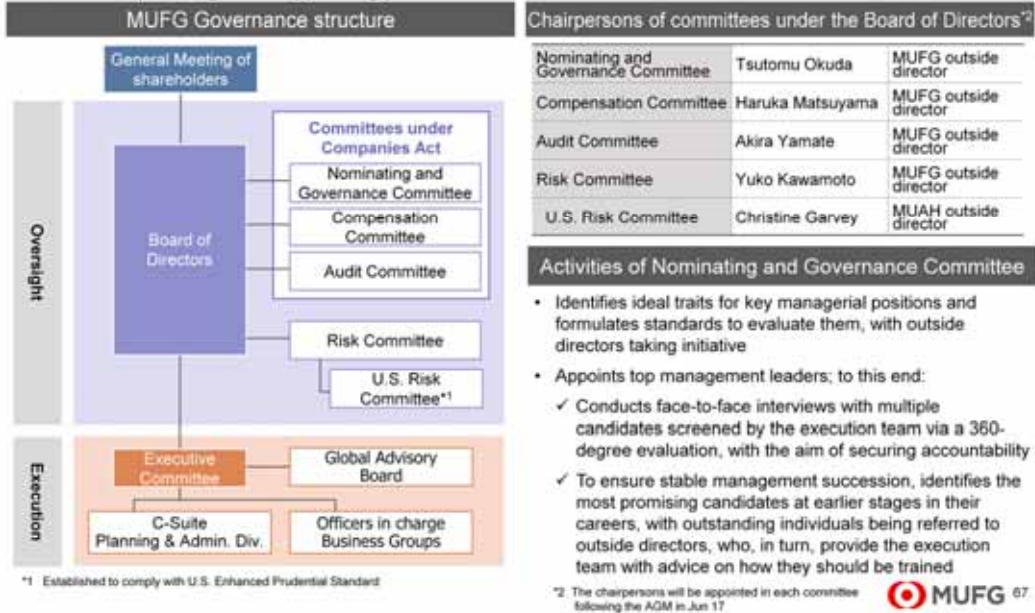 MUFG Governance structure
General Meeting of
shareholders
Oversight
Board of
Directors
Committees under
Companies Act
Nominating and
Governance Committee
Compensation
Committee
Audit Committee
Risk Committee
U.S. Risk
Committee*1
Execution
Executive
Committee
Global Advisory
Board
C-Suite
Planning & Admin. Div.
Officers in charge
Business Groups
*1 Established to comply with U.S. Enhanced Prudential Standard
Chairpersons of committees under the Board of Directors*2
Nominating and
Governance Committee
Tsutomu Okuda
MUFG outside
director
Compensation Committee
Haruka Matsuyama
MUFG outside
director
Audit Committee
Akira Yamate
MUFG outside
director
Risk Committee
Yuko Kawamoto
MUFG outside
director
U.S. Risk Committee
Christine Garvey
MUAH outside
director
Activities of Nominating and Governance Committee
• Identifies ideal traits for key managerial positions and
formulates standards to evaluate them, with outside
directors taking initiative
• Appoints top management leaders; to this end:
✓ Conducts face-to-face interviews with multiple
candidates screened by the execution team via a 360-
degree evaluation, with the aim of securing accountability
✓ To ensure stable management succession, identifies the
most promising candidates at earlier stages in their
careers, with outstanding individuals being referred to
outside directors, who, in turn, provide the execution
team with advice on how they should be trained
*2 The chairpersons will be appointed in each committee
following the AGM in Jun 17
MUFG
67